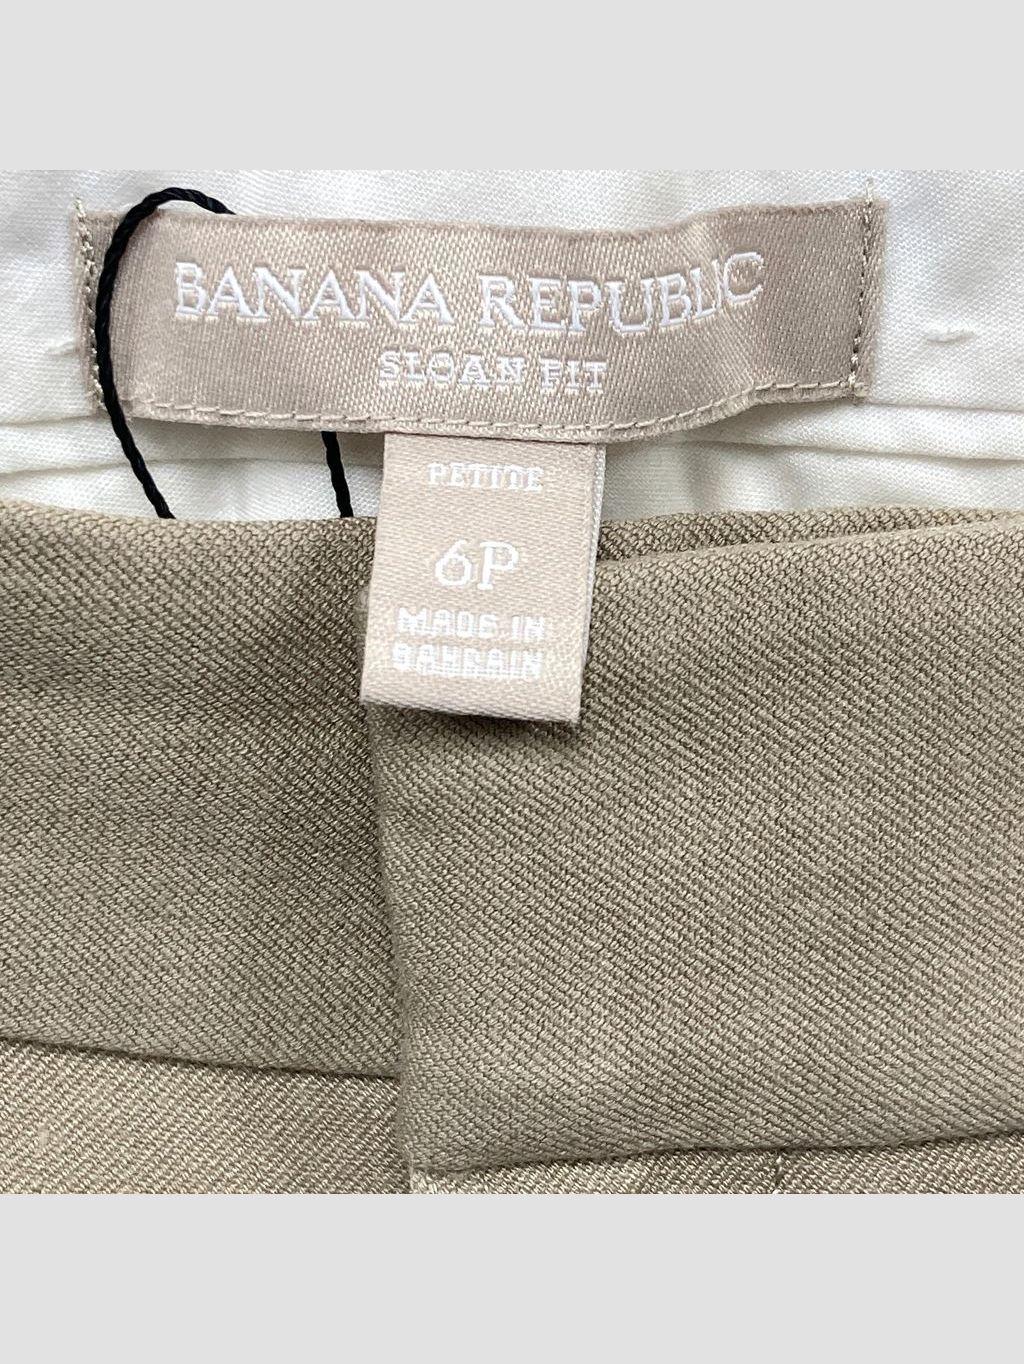 BANANA REPUBLIC
SLOAN FIT
PETITE
6P
MADE IN
BAHRAIN